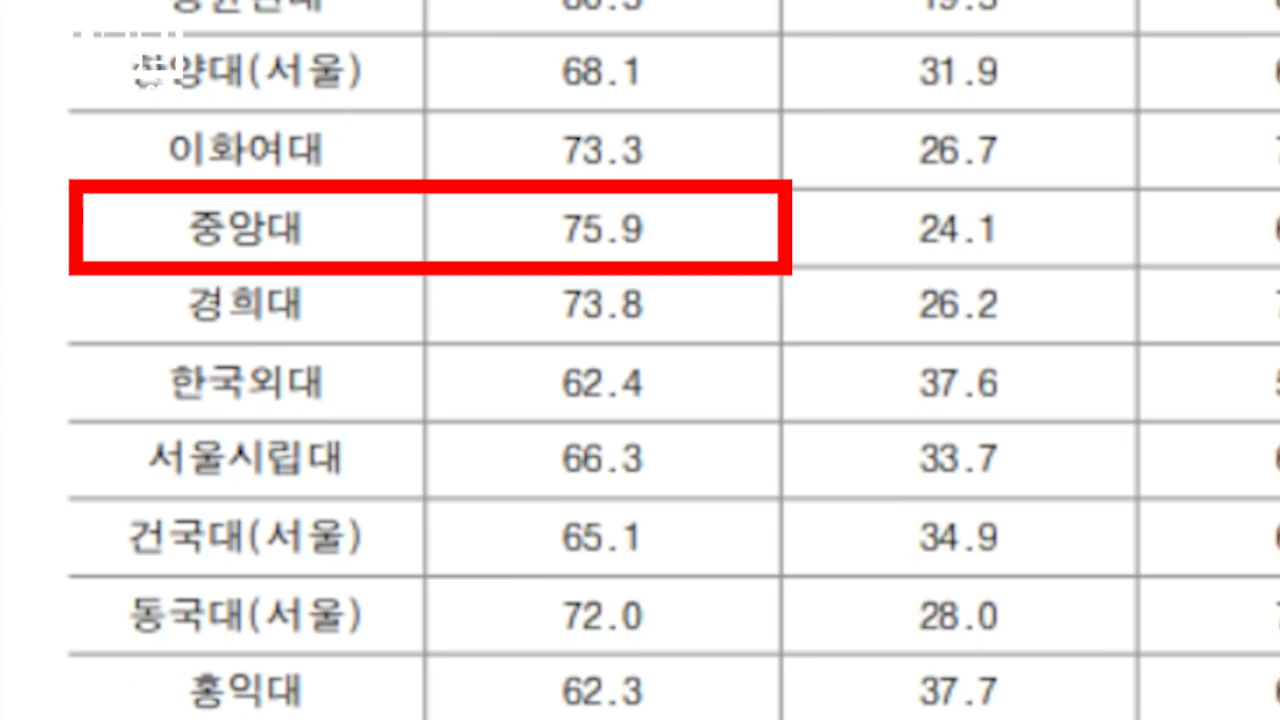 한양대(서울) 68.1 31.9
이화여대 73.3 26.7
중앙대 75.9 24.1
경희대 73.8 26.2
한국외대 62.4 37.6
서울시립대 66.3 33.7
건국대(서울) 65.1 34.9
동국대(서울) 72.0 28.0
홍익대 62.3 37.7